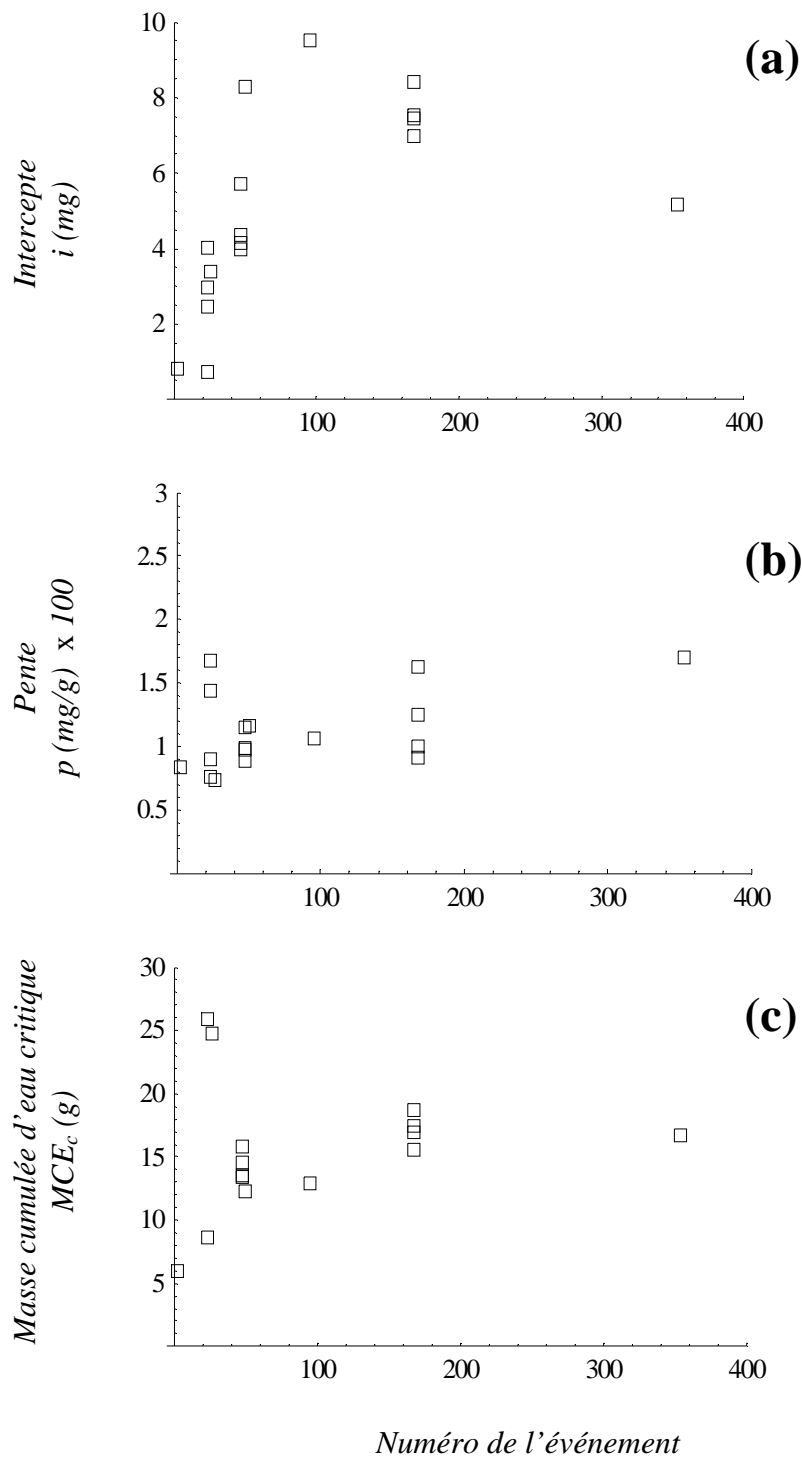 10
(a)
8
Intercepte
i (mg)
6
4
2
100 200 300 400
3
2.5
(b)
2
Pente
p (mg/g) x 100
1.5
1
0.5
100 200 300 400
30
25
(c)
Masse cumulée d'eau critique
MCEc (g)
20
15
10
5
100 200 300 400
Numéro de l'événement